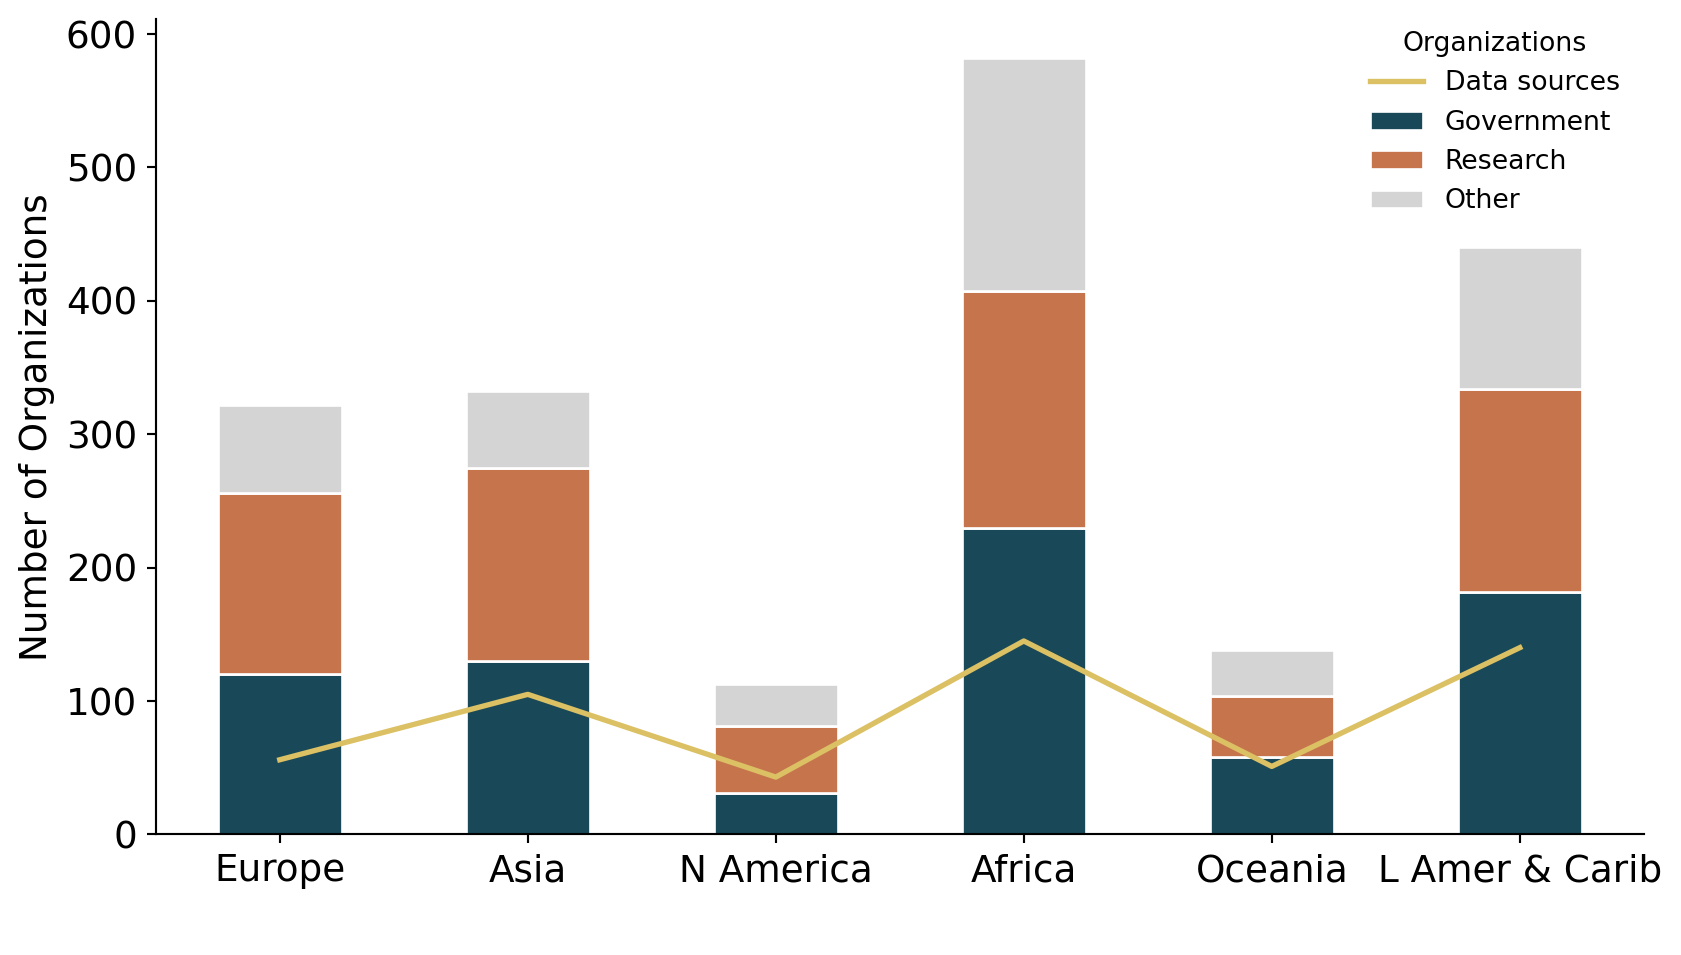 Number of Organizations
600
500
400
300
200
100
0
Europe Asia N America Africa Oceania L Amer & Carib
Organizations
Data sources
Government
Research
Other